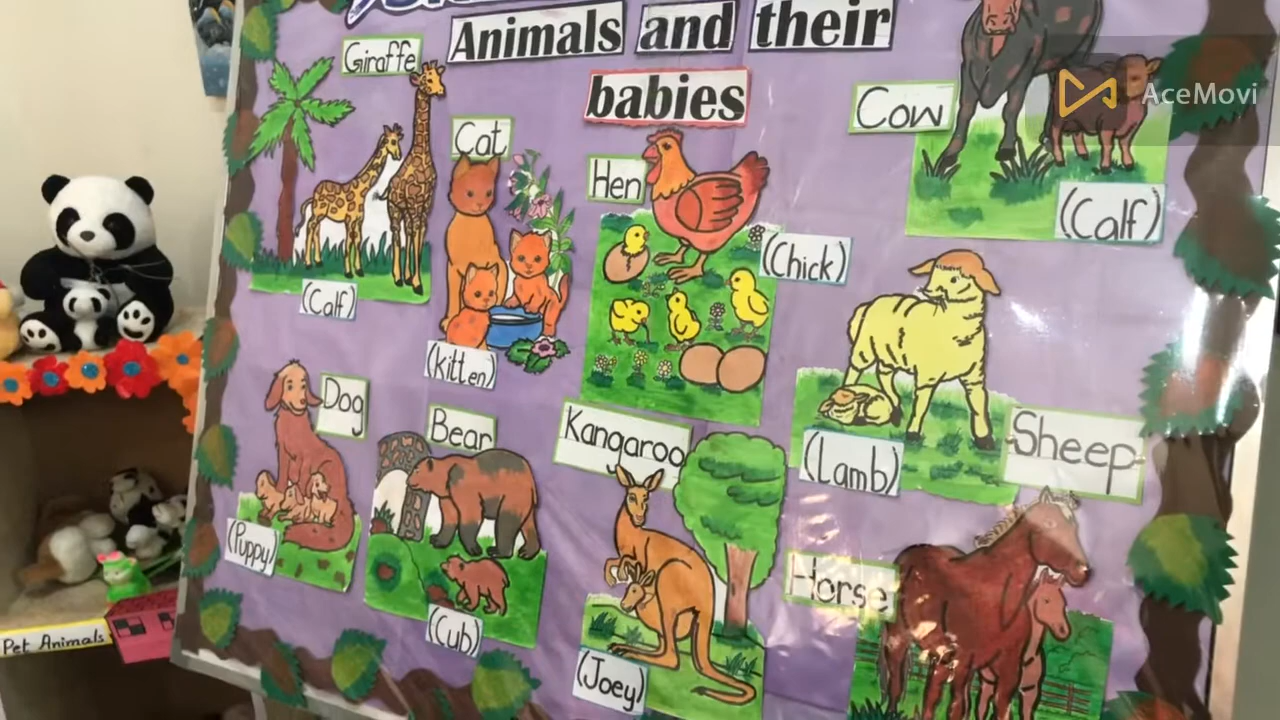 Animals and their
babies
Giraffe
(Calf)
Cat
(kitten)
Hen
(Chick)
Cow
(Calf)
Dog
(Puppy)
Bear
(Cub)
Kangaroo
(Joey)
(Lamb)
Sheep
Horse
Pet Animals
AceMovi